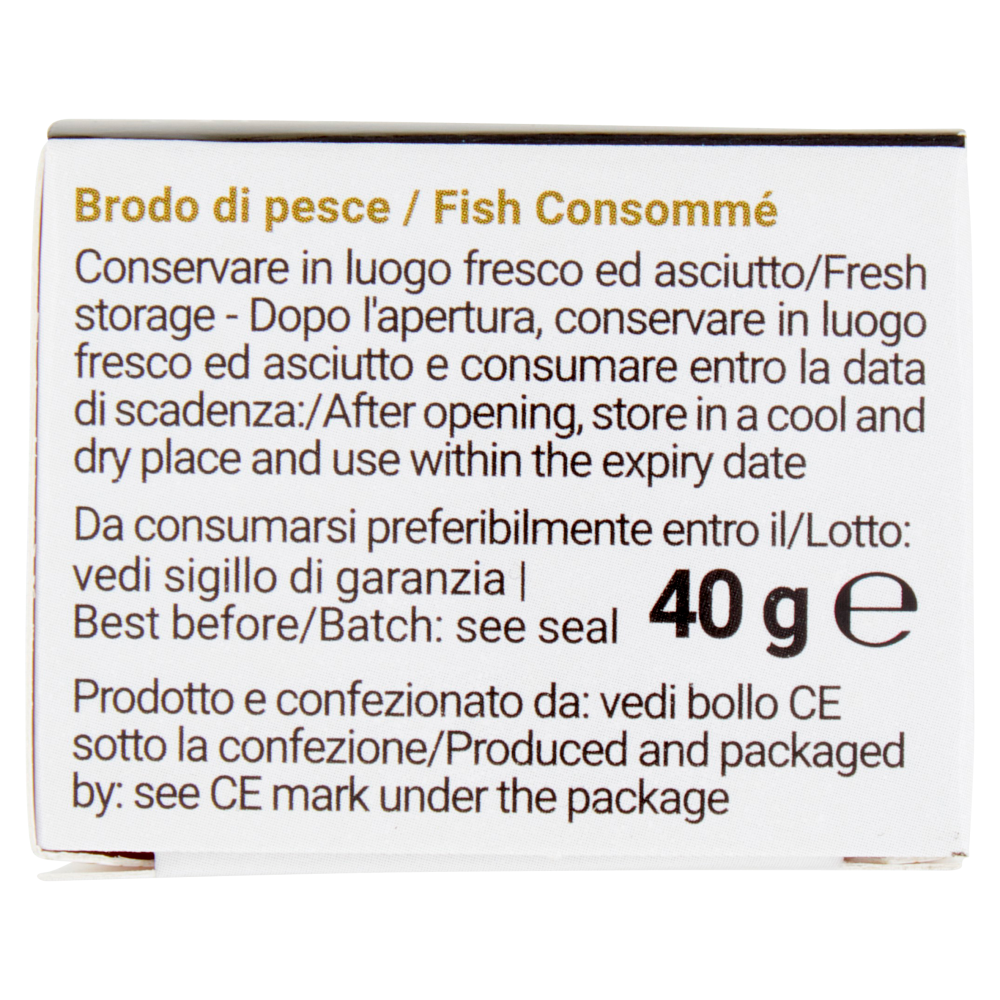 Brodo di pesce / Fish Consommé
Conservare in luogo fresco ed asciutto/Fresh
storage - Dopo l'apertura, conservare in luogo
fresco ed asciutto e consumare entro la data
di scadenza:/After opening, store in a cool and
dry place and use within the expiry date
Da consumarsi preferibilmente entro il/Lotto:
vedi sigillo di garanzia |
Best before/Batch: see seal
40 g ℮
Prodotto e confezionato da: vedi bollo CE
sotto la confezione/Produced and packaged
by: see CE mark under the package